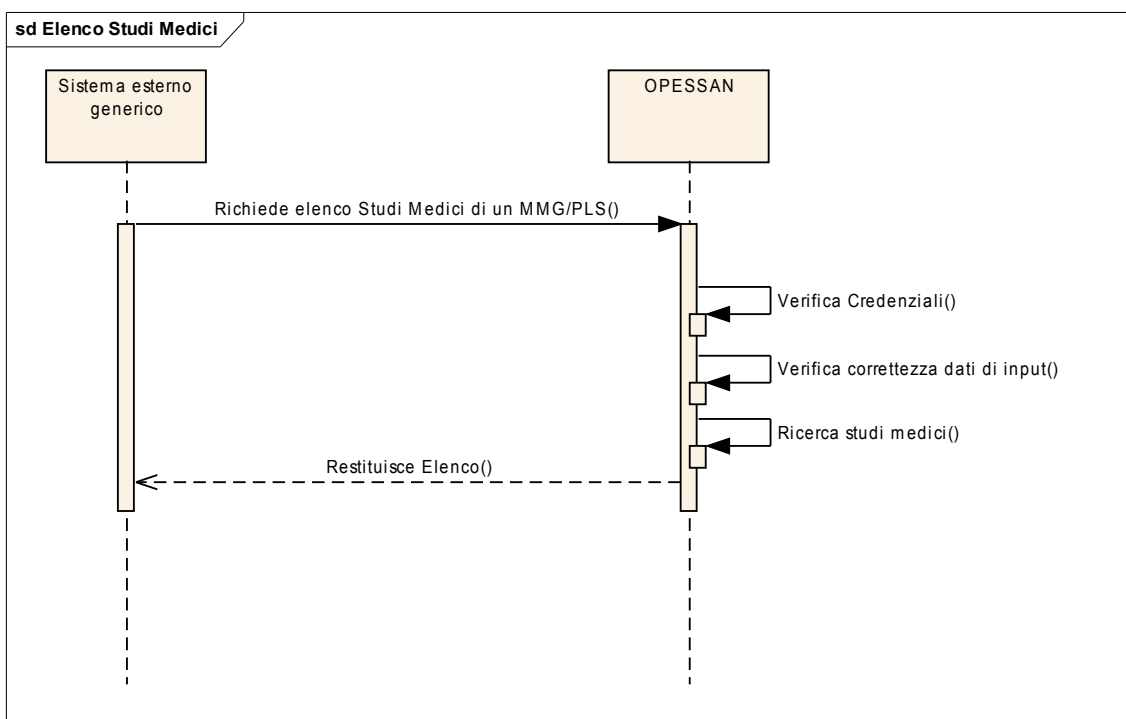 sd Elenco Studi Medici
Sistema esterno
generico
OPESSAN
Richiede elenco Studi Medici di un MMG/PLS()
Verifica Credenziali()
Verifica correttezza dati di input()
Ricerca studi medici()
Restituisce Elenco()